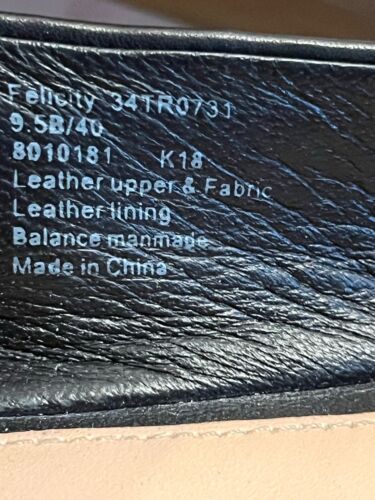 Felicity 34TR0731
9.5B/40
8010181 K18
Leather upper & Fabric
Leather lining
Balance manmade
Made in China